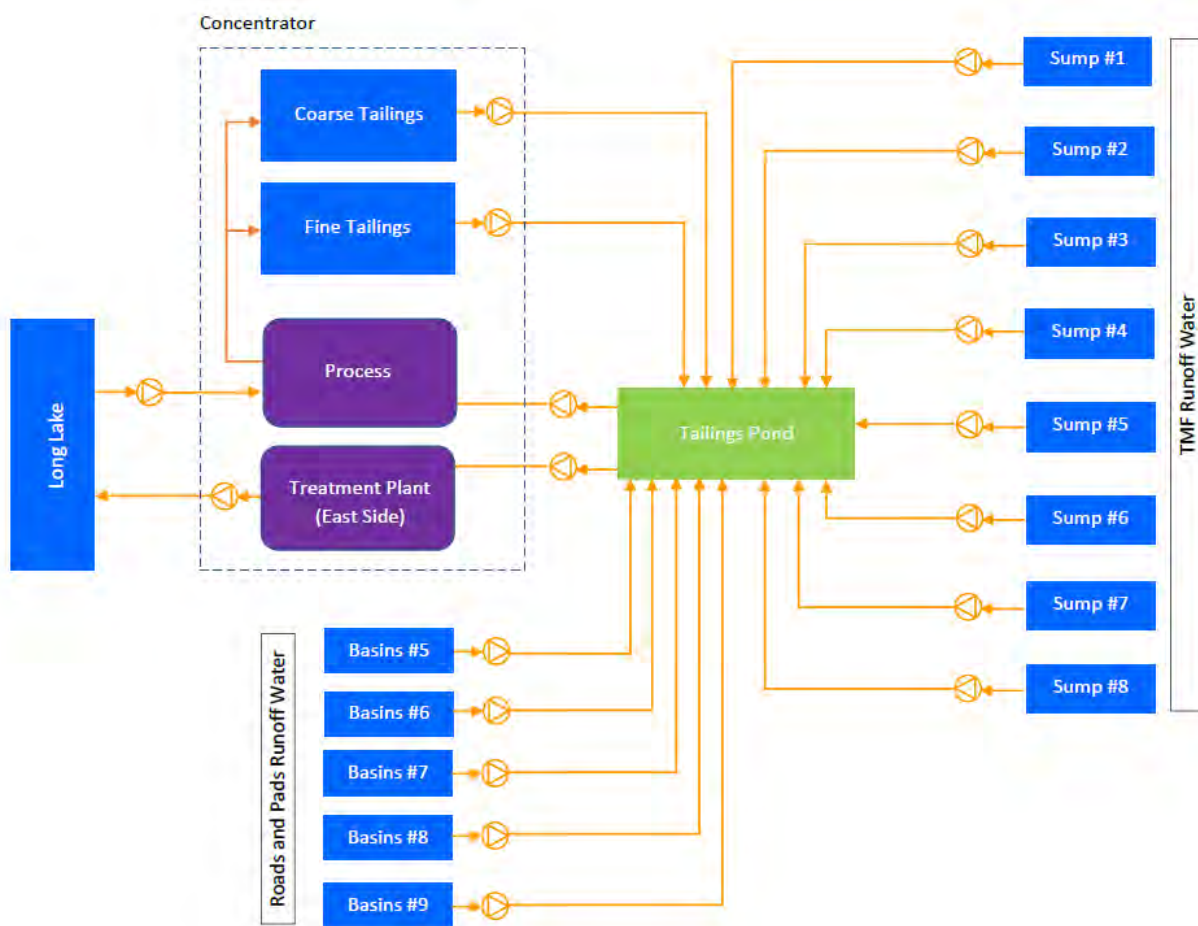 Concentrator
Coarse Tailings
Fine Tailings
Process
Treatment Plant
(East Side)
Long Lake
Tailings Pond
Sump #1
Sump #2
Sump #3
Sump #4
Sump #5
Sump #6
Sump #7
Sump #8
TMF Runoff Water
Roads and Pads Runoff Water
Basins #5
Basins #6
Basins #7
Basins #8
Basins #9